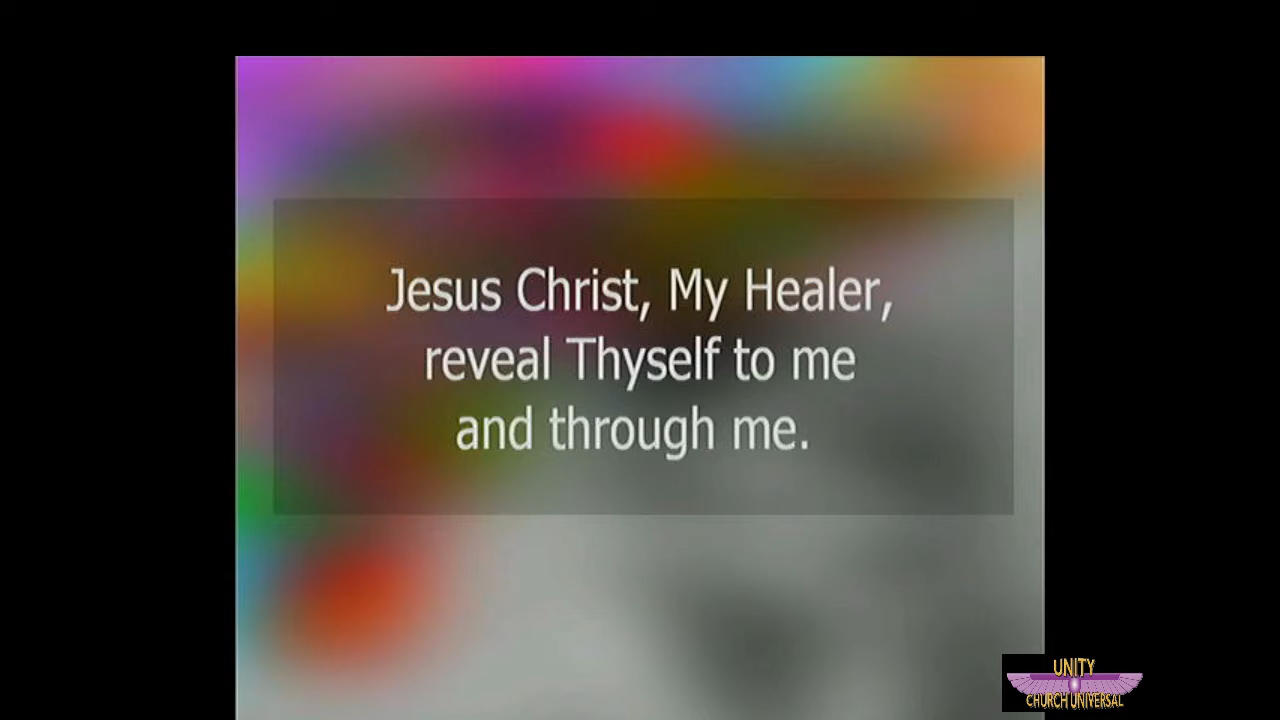 Jesus Christ, My Healer,
reveal Thyself to me
and through me.
UNITY
CHURCH UNIVERSAL